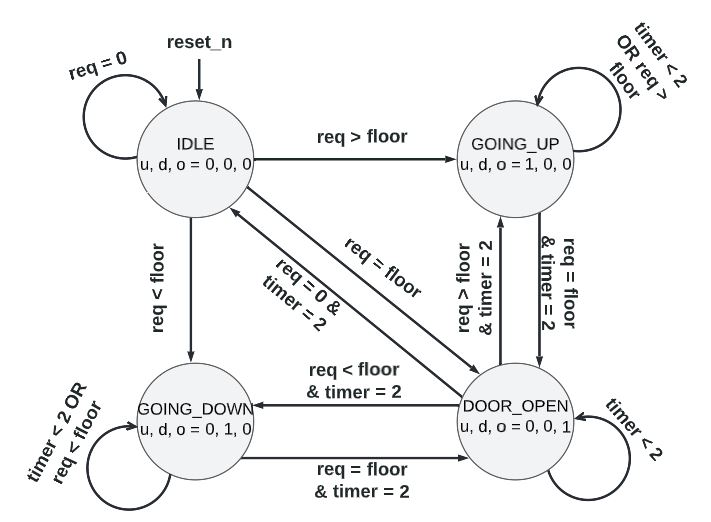 reset_n
req = 0
timer < 2
OR req >
floor
IDLE
u, d, o = 0, 0, 0
req > floor
GOING_UP
u, d, o = 1, 0, 0
req < floor
req = floor
req = 0 &
timer = 2
req > floor
& timer = 2
req = floor
& timer = 2
req < floor
& timer = 2
timer < 2 OR
req < floor
GOING_DOWN
u, d, o = 0, 1, 0
DOOR_OPEN
u, d, o = 0, 0, 1
timer < 2
req = floor
& timer = 2